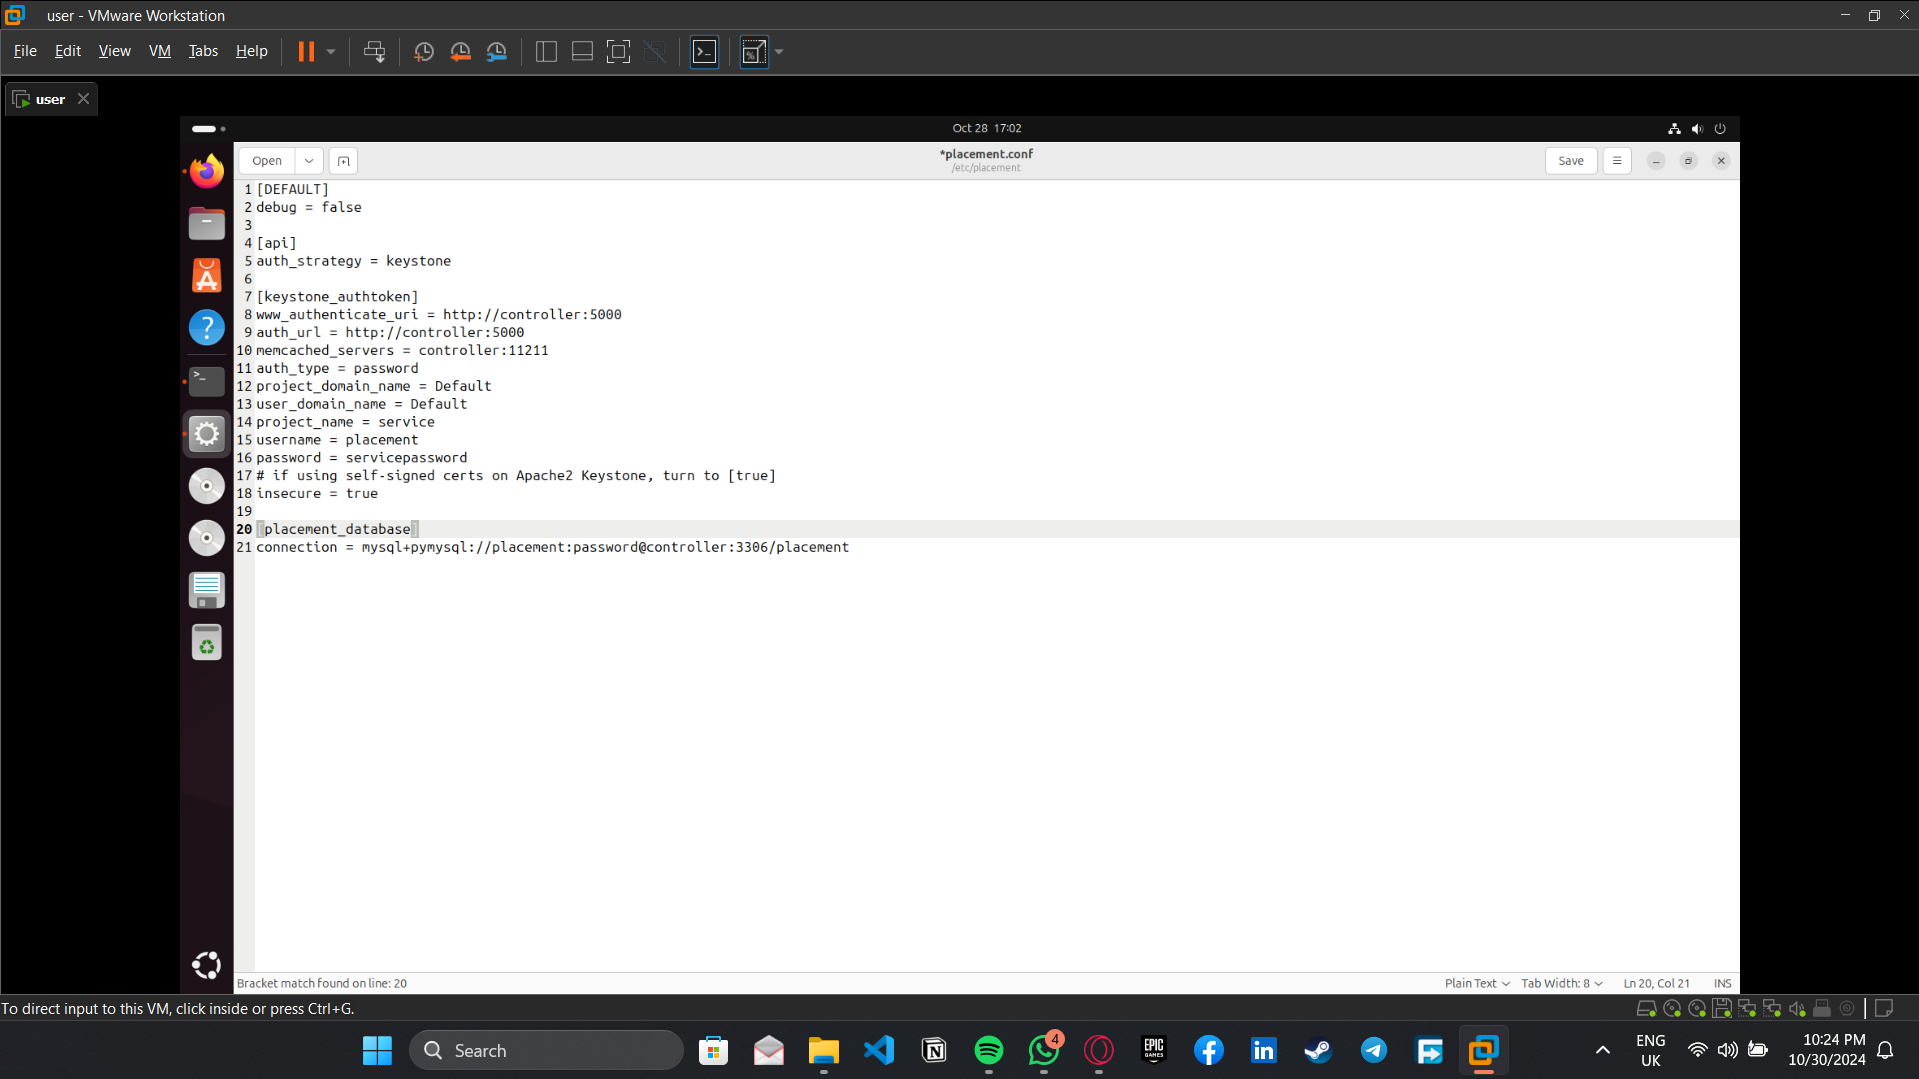 user - VMware Workstation
File Edit View VM Tabs Help
user
Oct 28 17:02
Open
*placement.conf
/etc/placement
Save
1 [DEFAULT]
2 debug = false
3
4 [api]
5 auth_strategy = keystone
6
7 [keystone_authtoken]
8 www_authenticate_uri = http://controller:5000
9 auth_url = http://controller:5000
10 memcached_servers = controller:11211
11 auth_type = password
12 project_domain_name = Default
13 user_domain_name = Default
14 project_name = service
15 username = placement
16 password = servicepassword
17 # if using self-signed certs on Apache2 Keystone, turn to [true]
18 insecure = true
19
20 [placement_database]
21 connection = mysql+pymysql://placement:password@controller:3306/placement
Bracket match found on line: 20
Plain Text Tab Width: 8 Ln 20, Col 21 INS
To direct input to this VM, click inside or press Ctrl+G.
Search
4
EPIC
GAMES
ENG
UK
10:24 PM
10/30/2024